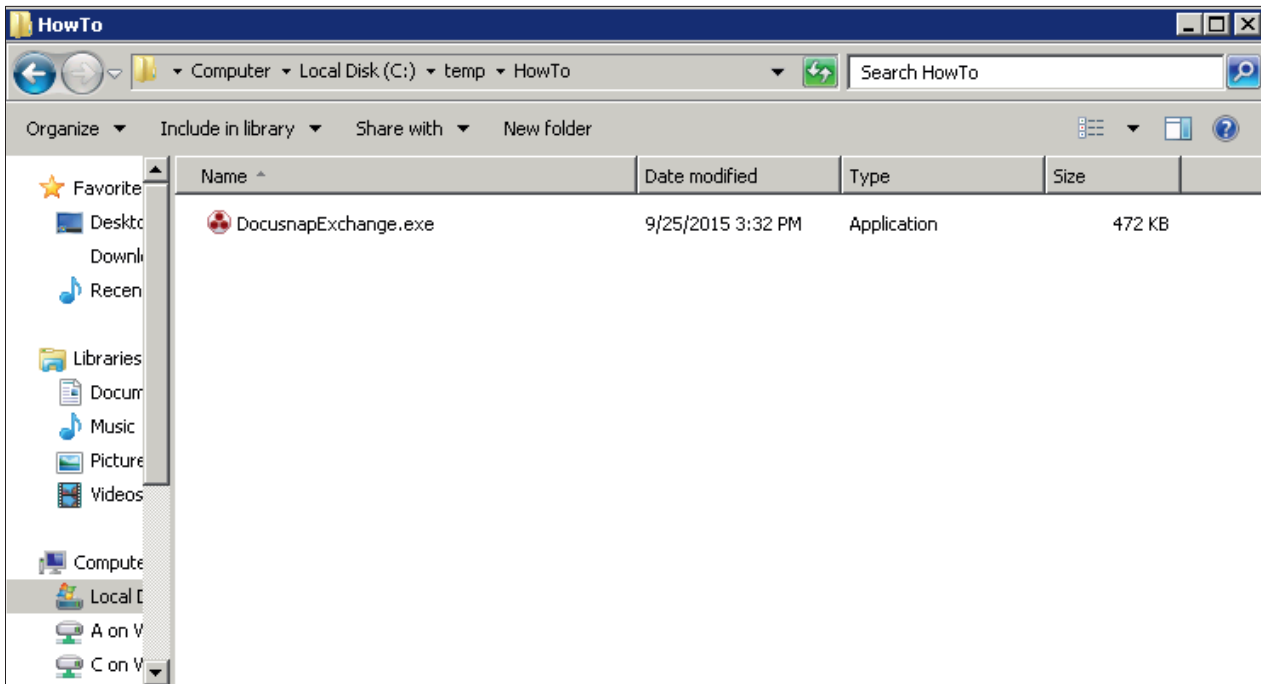 HowTo
Computer Local Disk (C:) temp HowTo
Search HowTo
Organize Include in library Share with New folder
Name Date modified Type Size
DocusnapExchange.exe 9/25/2015 3:32 PM Application 472 KB
Favorite
Deskto
Downl
Recen
Libraries
Docum
Music
Picture
Videos
Compute
Local D
A on V
C on V